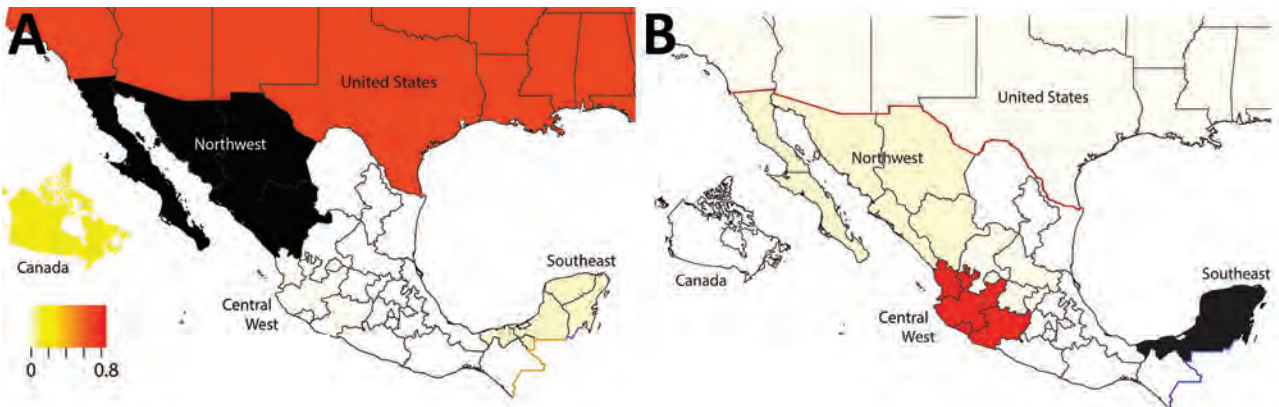 A
United States
Northwest
Canada
Southeast
Central
West
0
0.8
B
United States
Northwest
Canada
Southeast
Central
West